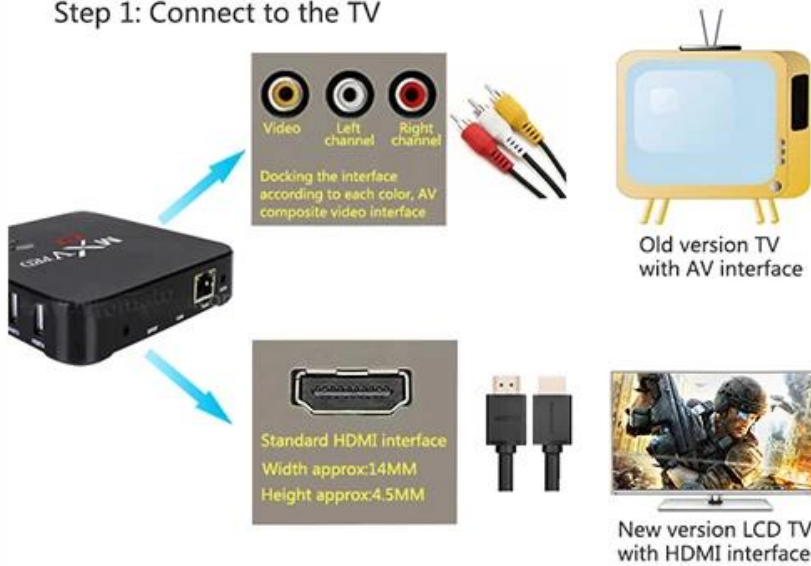 Step 1: Connect to the TV
Video
Left
channel
Right
channel
Docking the interface
according to each color, AV
composite video interface
Old version TV
with AV interface
MXV PRO
Standard HDMI interface
Width approx:14MM
Height approx:4.5MM
New version LCD TV
with HDMI interface